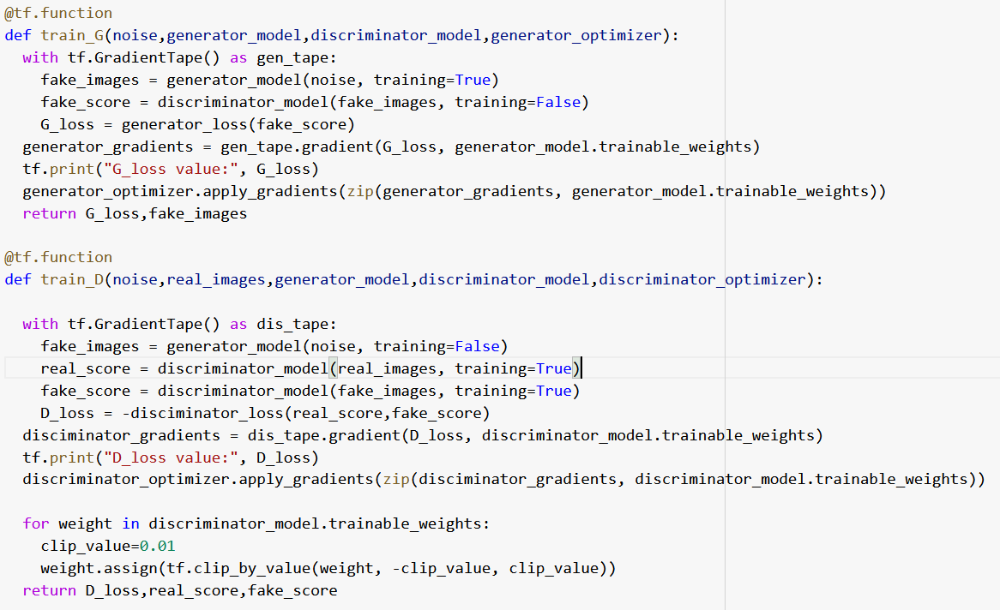 @tf.function
def train_G(noise,generator_model,discriminator_model,generator_optimizer):
  with tf.GradientTape() as gen_tape:
    fake_images = generator_model(noise, training=True)
    fake_score = discriminator_model(fake_images, training=False)
    G_loss = generator_loss(fake_score)
  generator_gradients = gen_tape.gradient(G_loss, generator_model.trainable_weights)
  tf.print("G_loss value:", G_loss)
  generator_optimizer.apply_gradients(zip(generator_gradients, generator_model.trainable_weights))
  return G_loss,fake_images

@tf.function
def train_D(noise,real_images,generator_model,discriminator_model,discriminator_optimizer):

  with tf.GradientTape() as dis_tape:
    fake_images = generator_model(noise, training=False)
    real_score = discriminator_model(real_images, training=True)
    fake_score = discriminator_model(fake_images, training=True)
    D_loss = -disciminator_loss(real_score,fake_score)
  disciminator_gradients = dis_tape.gradient(D_loss, discriminator_model.trainable_weights)
  tf.print("D_loss value:", D_loss)
  discriminator_optimizer.apply_gradients(zip(disciminator_gradients, discriminator_model.trainable_weights))

  for weight in discriminator_model.trainable_weights:
    clip_value=0.01
    weight.assign(tf.clip_by_value(weight, -clip_value, clip_value))
  return D_loss,real_score,fake_score